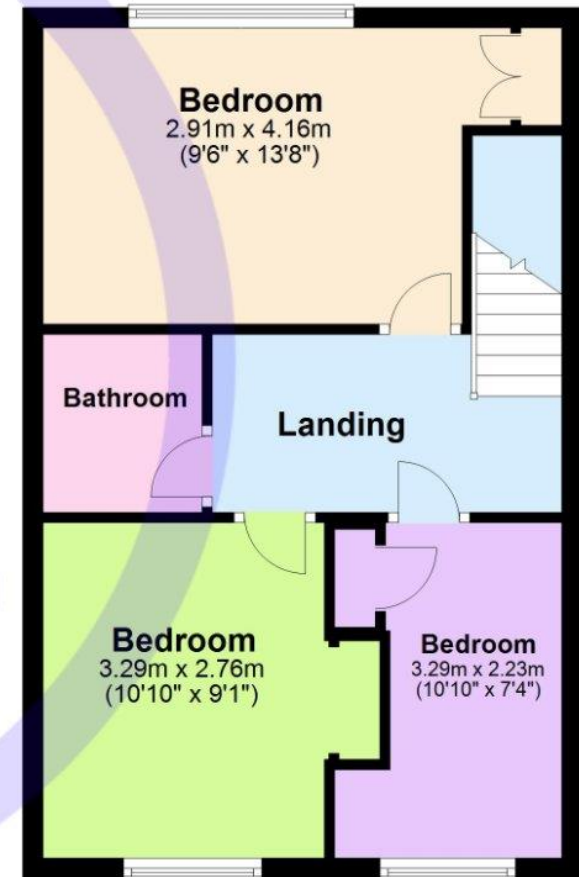 Bedroom
2.91m x 4.16m
(9'6" x 13'8")
Bathroom
Landing
Bedroom
3.29m x 2.76m
(10'10" x 9'1")
Bedroom
3.29m x 2.23m
(10'10" x 7'4")